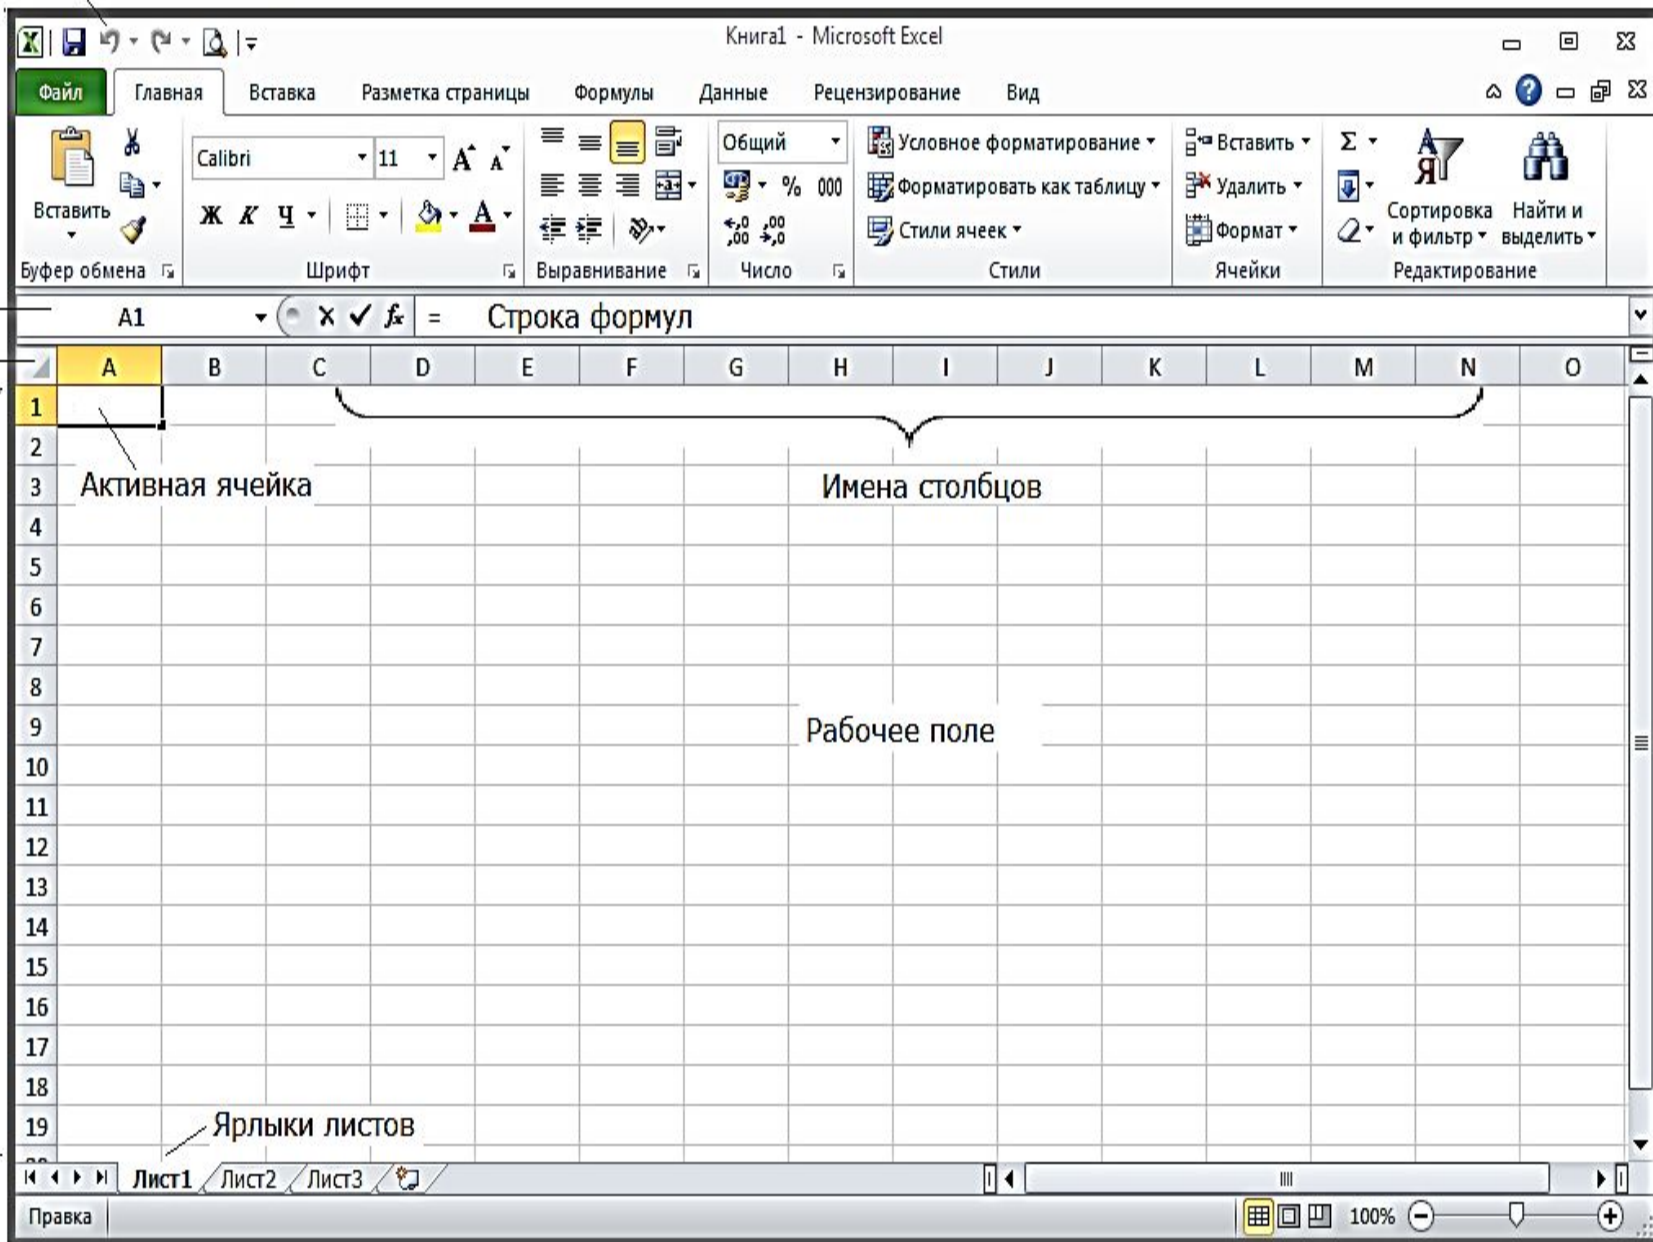 Книга1 - Microsoft Excel
Файл Главная Вставка Разметка страницы Формулы Данные Рецензирование Вид
Calibri 11 Общий Условное форматирование Вставить Σ
% 000 Форматировать как таблицу Удалить
Вставить Ж К Ч А Стили ячеек Формат Сортировка и фильтр Найти и выделить
Буфер обмена Шрифт Выравнивание Число Стили Ячейки Редактирование
A1 fx = Строка формул
A B C D E F G H I J K L M N O
1
2
3 Активная ячейка Имена столбцов
4
5
6
7
8
9 Рабочее поле
10
11
12
13
14
15
16
17
18
19 Ярлыки листов
Лист1 Лист2 Лист3
Правка 100%